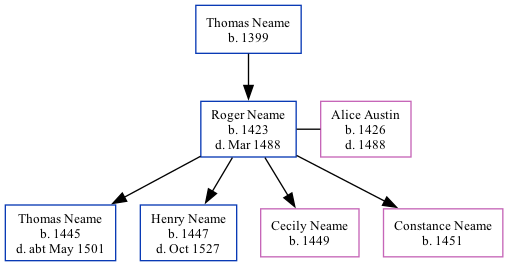 Thomas Neame
b. 1399
Roger Neame
b. 1423
d. Mar 1488
Alice Austin
b. 1426
d. 1488
Thomas Neame
b. 1445
d. abt May 1501
Henry Neame
b. 1447
d. Oct 1527
Cecily Neame
b. 1449
Constance Neame
b. 1451